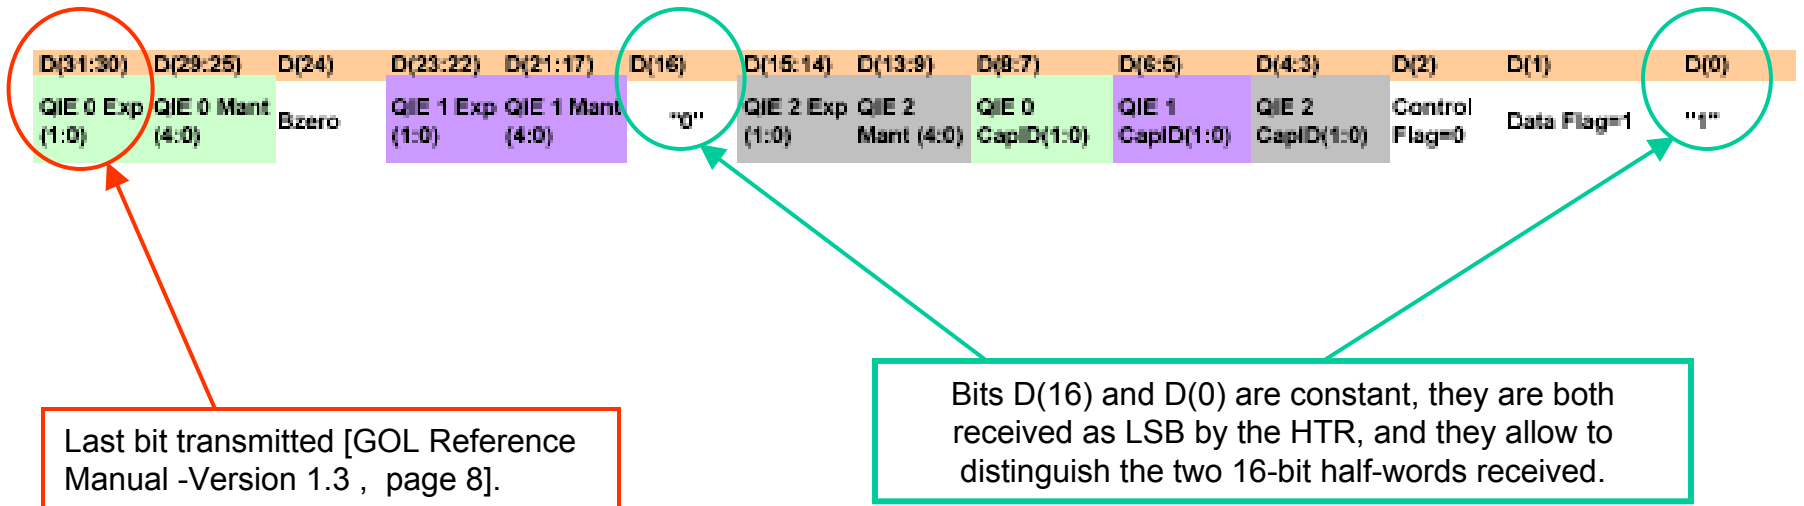 D(31:30) D(29:25) D(24) D(23:22) D(21:17) D(16) D(15:14) D(13:9) D(8:7) D(6:5) D(4:3) D(2) D(1) D(0)
QIE 0 Exp QIE 0 Mant Bzero QIE 1 Exp QIE 1 Mant "0" QIE 2 Exp QIE 2 QIE 0 QIE 1 QIE 2 Control Data Flag=1 "1"
(1:0) (4:0) (1:0) (4:0) (1:0) Mant (4:0) CapID(1:0) CapID(1:0) CapID(1:0) Flag=0
Last bit transmitted [GOL Reference
Manual -Version 1.3 , page 8].
Bits D(16) and D(0) are constant, they are both
received as LSB by the HTR, and they allow to
distinguish the two 16-bit half-words received.